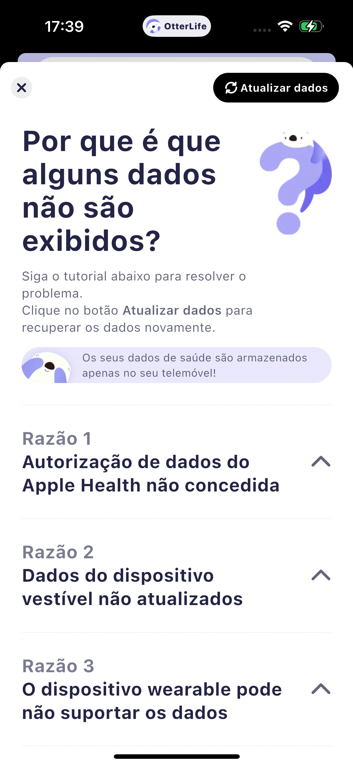 17:39
OtterLife
Atualizar dados
Por que é que
alguns dados
não são
exibidos?
Siga o tutorial abaixo para resolver o
problema.
Clique no botão Atualizar dados para
recuperar os dados novamente.
Os seus dados de saúde são armazenados
apenas no seu telemóvel!
Razão 1
Autorização de dados do
Apple Health não concedida
Razão 2
Dados do dispositivo
vestível não atualizados
Razão 3
O dispositivo wearable pode
não suportar os dados